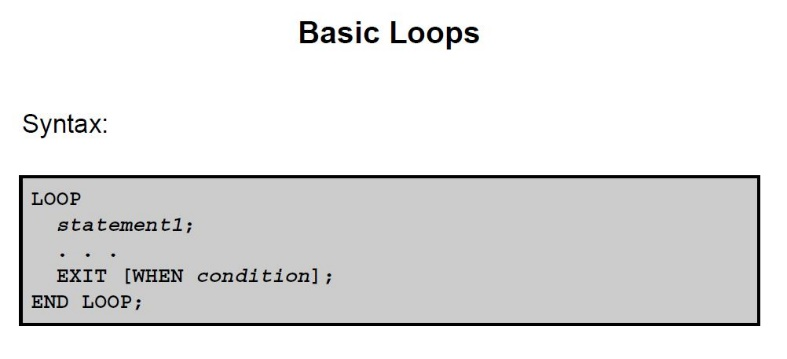 Basic Loops
Syntax:
LOOP
statement1;
. . .
EXIT [WHEN condition];
END LOOP;